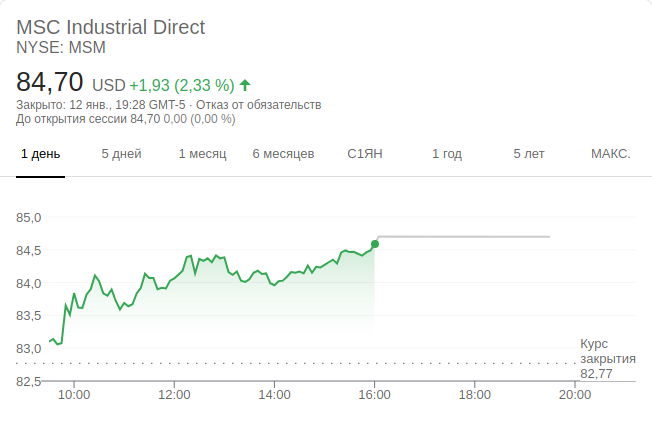 MSC Industrial Direct
NYSE: MSM
84,70 USD +1,93 (2,33 %)
Закрыто: 12 янв., 19:28 GMT-5 · Отказ от обязательств
До открытия сессии 84,70 0,00 (0,00 %)
1 день 5 дней 1 месяц 6 месяцев С1ЯН 1 год 5 лет МАКС.
85,0
84,5
84,0
83,5
83,0
82,5
Курс
закрытия
82,77
10:00 12:00 14:00 16:00 18:00 20:00